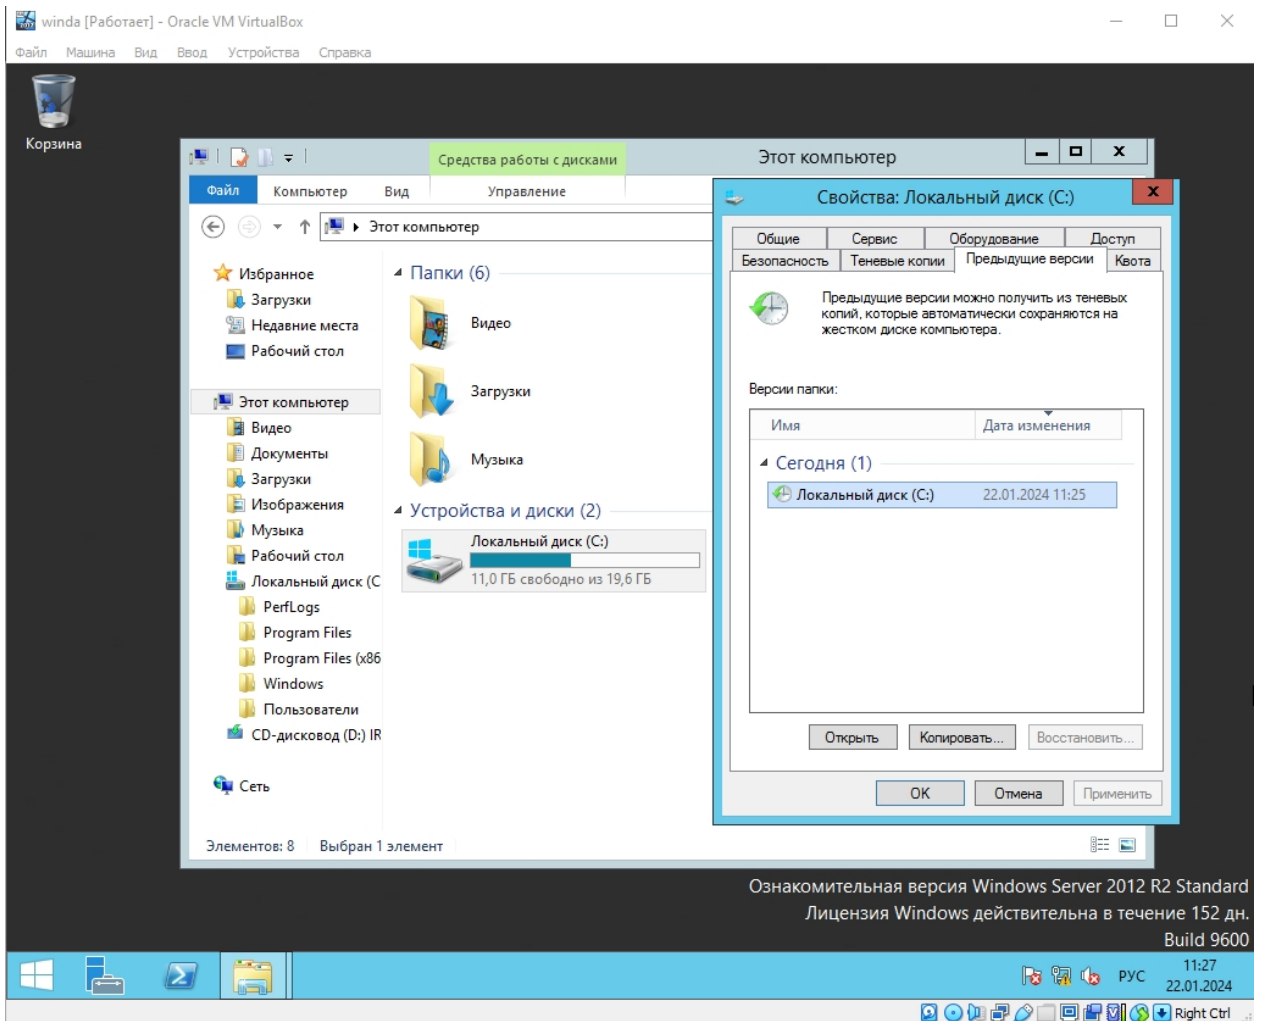 winda [Работает] - Oracle VM VirtualBox
Файл Машина Вид Ввод Устройства Справка
Корзина
Средства работы с дисками
Этот компьютер
Файл Компьютер Вид Управление
Этот компьютер
Избранное
Загрузки
Недавние места
Рабочий стол
Этот компьютер
Видео
Документы
Загрузки
Изображения
Музыка
Рабочий стол
Локальный диск (C
PerfLogs
Program Files
Program Files (x86
Windows
Пользователи
CD-дисковод (D:) IR
Сеть
Папки (6)
Видео
Загрузки
Музыка
Устройства и диски (2)
Локальный диск (C:)
11,0 ГБ свободно из 19,6 ГБ
Элементов: 8 Выбран 1 элемент
Свойства: Локальный диск (C:)
Общие Сервис Оборудование Доступ
Безопасность Теневые копии Предыдущие версии Квота
Предыдущие версии можно получить из теневых
копий, которые автоматически сохраняются на
жестком диске компьютера.
Версии папки:
Имя Дата изменения
Сегодня (1)
Локальный диск (C:) 22.01.2024 11:25
Открыть Копировать... Восстановить...
OK Отмена Применить
Ознакомительная версия Windows Server 2012 R2 Standard
Лицензия Windows действительна в течение 152 дн.
Build 9600
РУС
11:27
22.01.2024
Right Ctrl